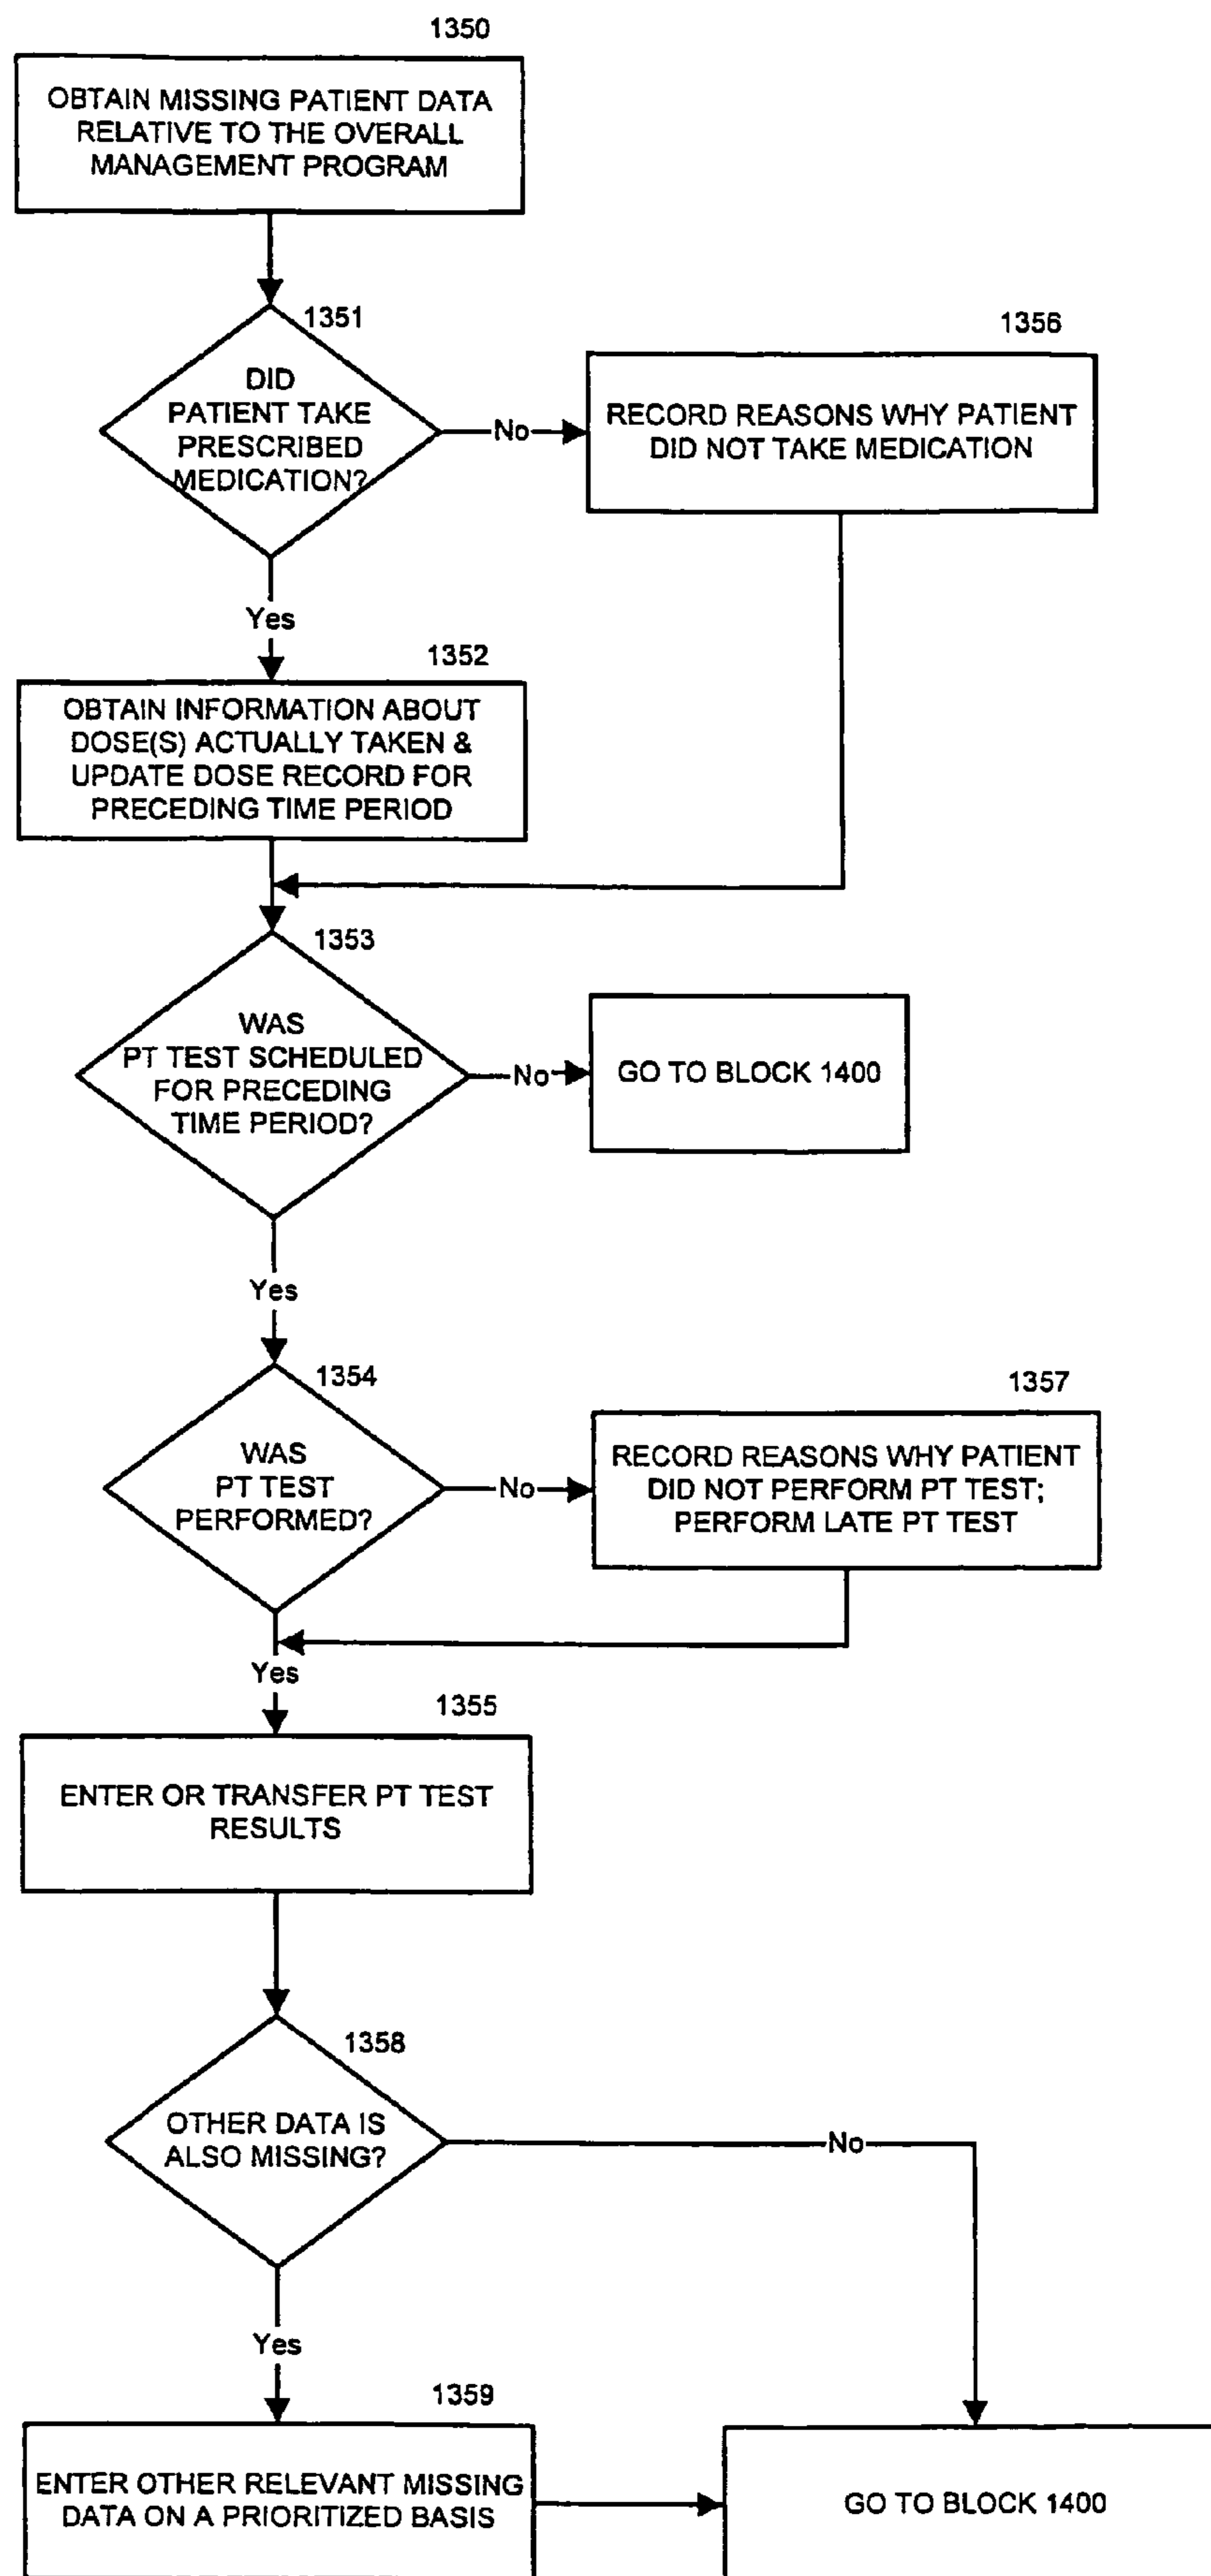 1350
OBTAIN MISSING PATIENT DATA
RELATIVE TO THE OVERALL
MANAGEMENT PROGRAM
1351
DID
PATIENT TAKE
PRESCRIBED
MEDICATION?
No
1356
RECORD REASONS WHY PATIENT
DID NOT TAKE MEDICATION
Yes
1352
OBTAIN INFORMATION ABOUT
DOSE(S) ACTUALLY TAKEN &
UPDATE DOSE RECORD FOR
PRECEDING TIME PERIOD
1353
WAS
PT TEST SCHEDULED
FOR PRECEDING
TIME PERIOD?
No
GO TO BLOCK 1400
Yes
1354
WAS
PT TEST
PERFORMED?
No
1357
RECORD REASONS WHY PATIENT
DID NOT PERFORM PT TEST;
PERFORM LATE PT TEST
Yes
1355
ENTER OR TRANSFER PT TEST
RESULTS
1358
OTHER DATA IS
ALSO MISSING?
No
Yes
1359
ENTER OTHER RELEVANT MISSING
DATA ON A PRIORITIZED BASIS
GO TO BLOCK 1400